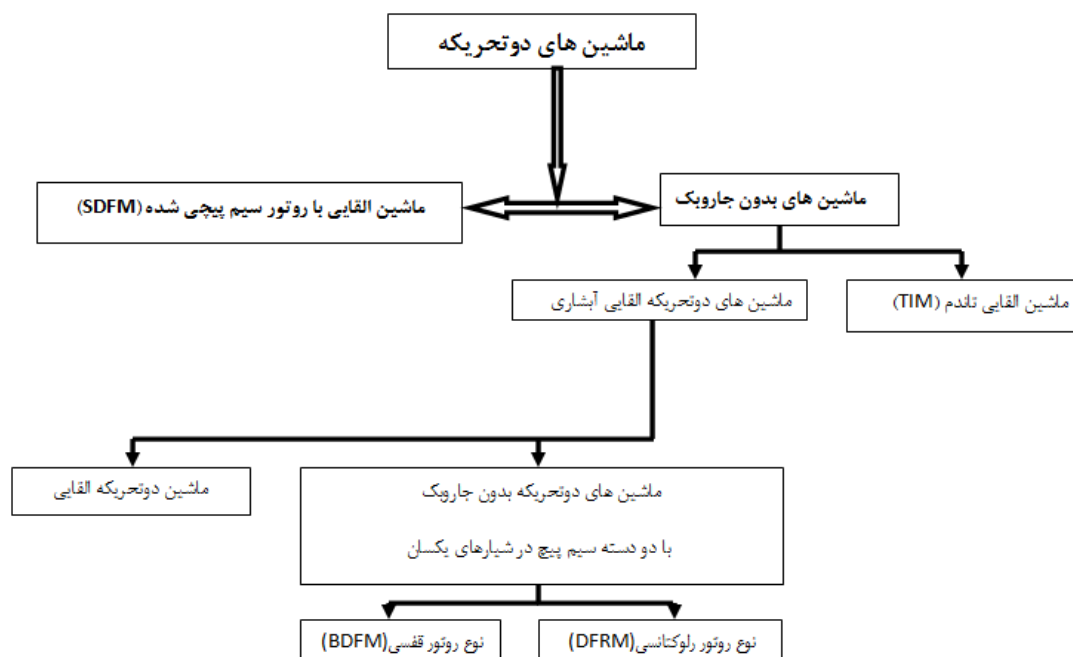 ماشین های دوتحریکه
ماشین های بدون جاروبک
ماشین القایی با روتور سیم پیچی شده (SDFM)
ماشین القایی تاندم (TIM)
ماشین های دوتحریکه القایی آبشاری
ماشین های دوتحریکه بدون جاروبک
با دو دسته سیم پیچ در شیارهای یکسان
ماشین دوتحریکه القایی
نوع روتور رلوکتانسی(DFRM)
نوع روتور قفسی(BDFM)